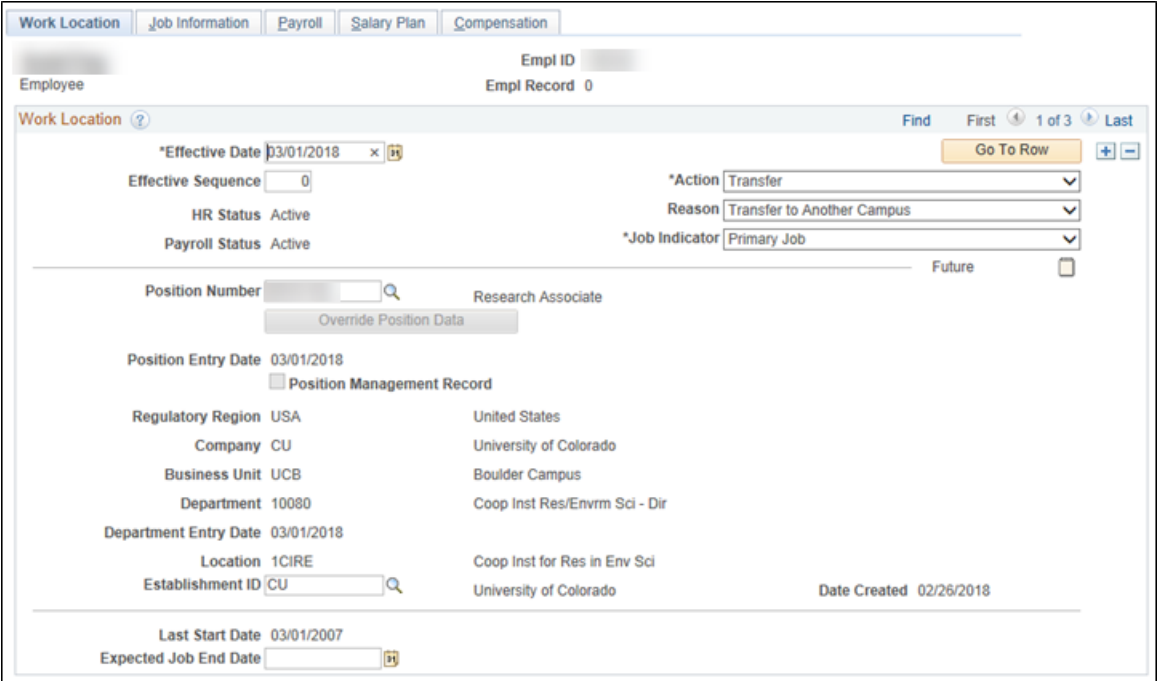 Work Location Job Information Payroll Salary Plan Compensation
Empl ID
Employee Empl Record 0
Work Location ? Find First 1 of 3 Last
*Effective Date 03/01/2018 × 31 Go To Row + −
Effective Sequence 0 *Action Transfer
HR Status Active Reason Transfer to Another Campus
Payroll Status Active *Job Indicator Primary Job
Future
Position Number Research Associate
Override Position Data
Position Entry Date 03/01/2018
Position Management Record
Regulatory Region USA United States
Company CU University of Colorado
Business Unit UCB Boulder Campus
Department 10080 Coop Inst Res/Envrm Sci - Dir
Department Entry Date 03/01/2018
Location 1CIRE Coop Inst for Res in Env Sci
Establishment ID CU University of Colorado Date Created 02/26/2018
Last Start Date 03/01/2007
Expected Job End Date 31